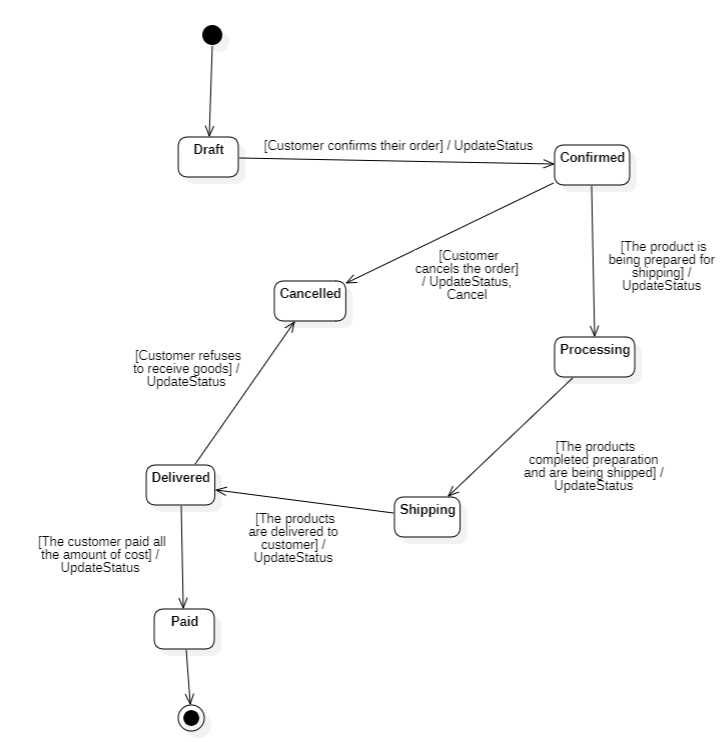 Draft
[Customer confirms their order] / UpdateStatus
Confirmed
[Customer
cancels the order]
/ UpdateStatus,
Cancel
[The product is
being prepared for
shipping] /
UpdateStatus
Cancelled
Processing
[Customer refuses
to receive goods] /
UpdateStatus
[The products
completed preparation
and are being shipped] /
UpdateStatus
Delivered
Shipping
[The products
are delivered to
customer] /
UpdateStatus
[The customer paid all
the amount of cost] /
UpdateStatus
Paid